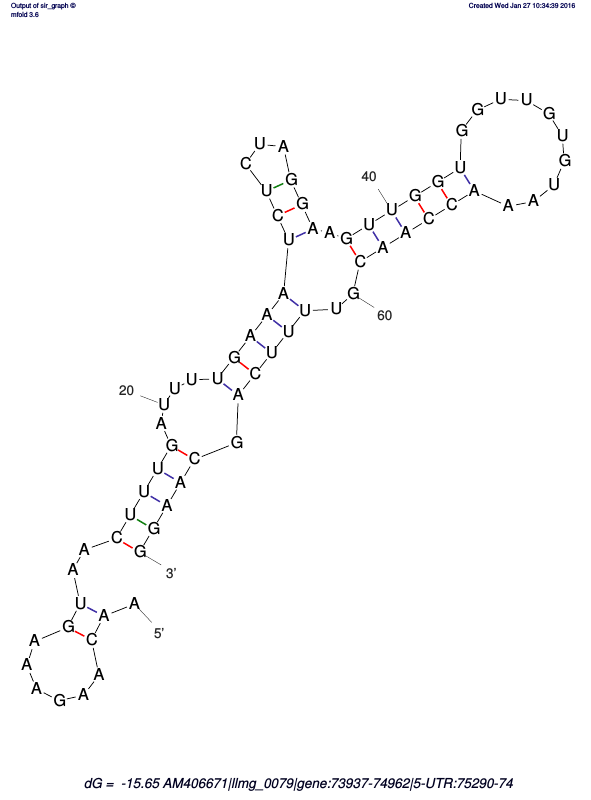 Output of sir_graph ©
mfold 3.6
Created Wed Jan 27 10:34:39 2016
U A
C G
U G
C A A G U U G G U G G U U G U G U A A A
40
U C C A A C
A G
A U U 60
A U
A U
G C
U A
20 U U U
A G
G C
U A
U A
U G
C G
A 3'
A
U A A
G C 5'
A A
A A
A G
dG = -15.65 AM406671|llmg_0079|gene:73937-74962|5-UTR:75290-74